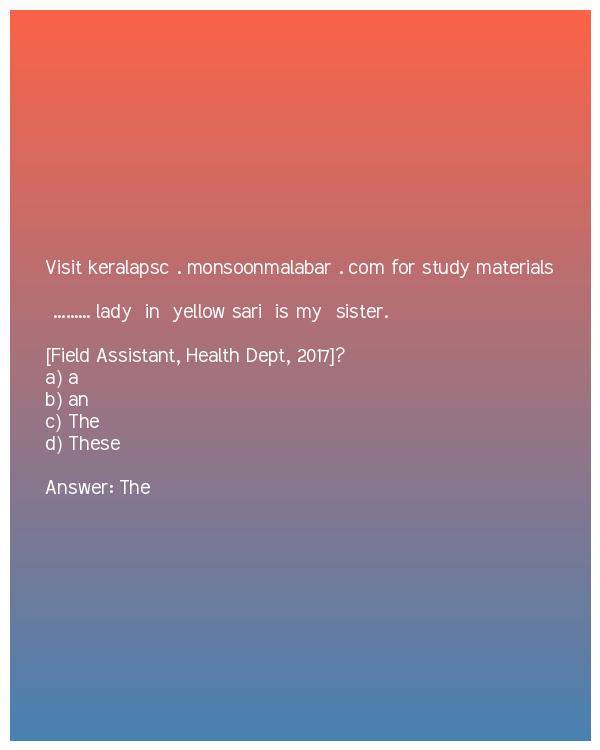 Visit keralapsc . monsoonmalabar . com for study materials
......... lady in yellow sari is my sister.
[Field Assistant, Health Dept, 2017]?
a) a
b) an
c) The
d) These
Answer: The